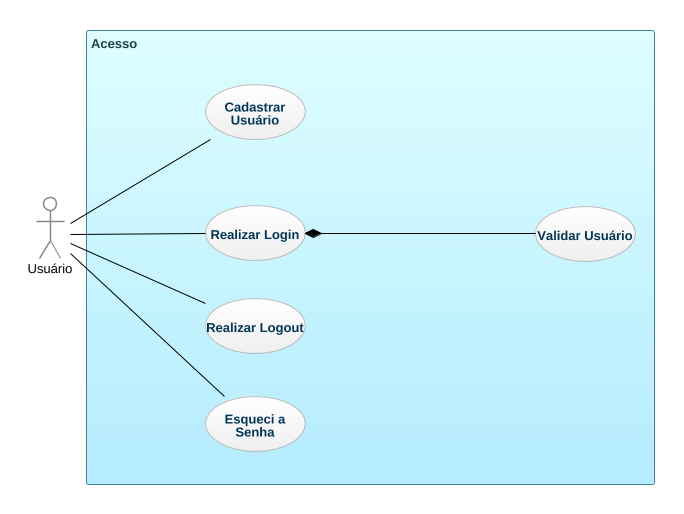 Acesso
Cadastrar
Usuário
Realizar Login
Validar Usuário
Usuário
Realizar Logout
Esqueci a
Senha